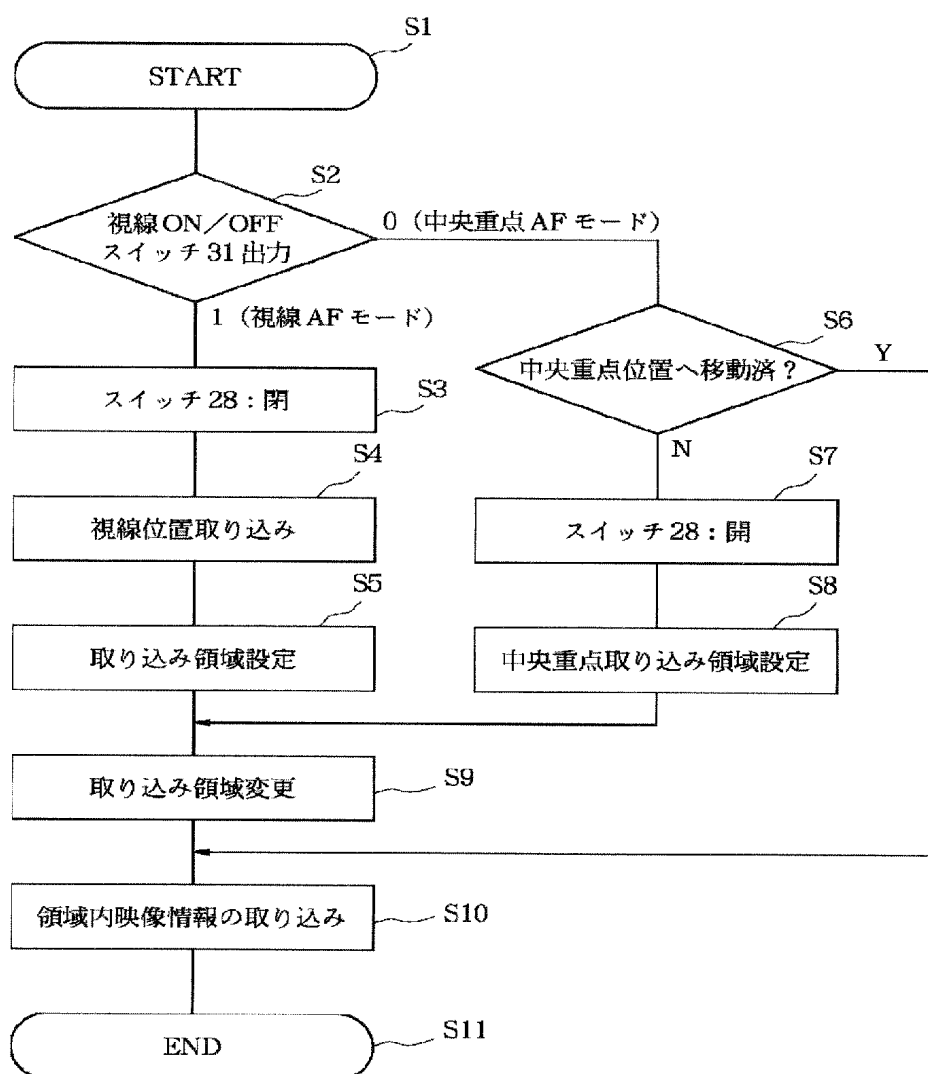 S1
START
S2
視線ON/OFF
スイッチ31出力
0（中央重点AFモード）
1（視線AFモード）
S6
中央重点位置へ移動済？
Y
N
スイッチ28：閉
S3
S4
視線位置取り込み
S7
スイッチ28：開
S5
取り込み領域設定
S8
中央重点取り込み領域設定
取り込み領域変更
S9
領域内映像情報の取り込み
S10
END
S11